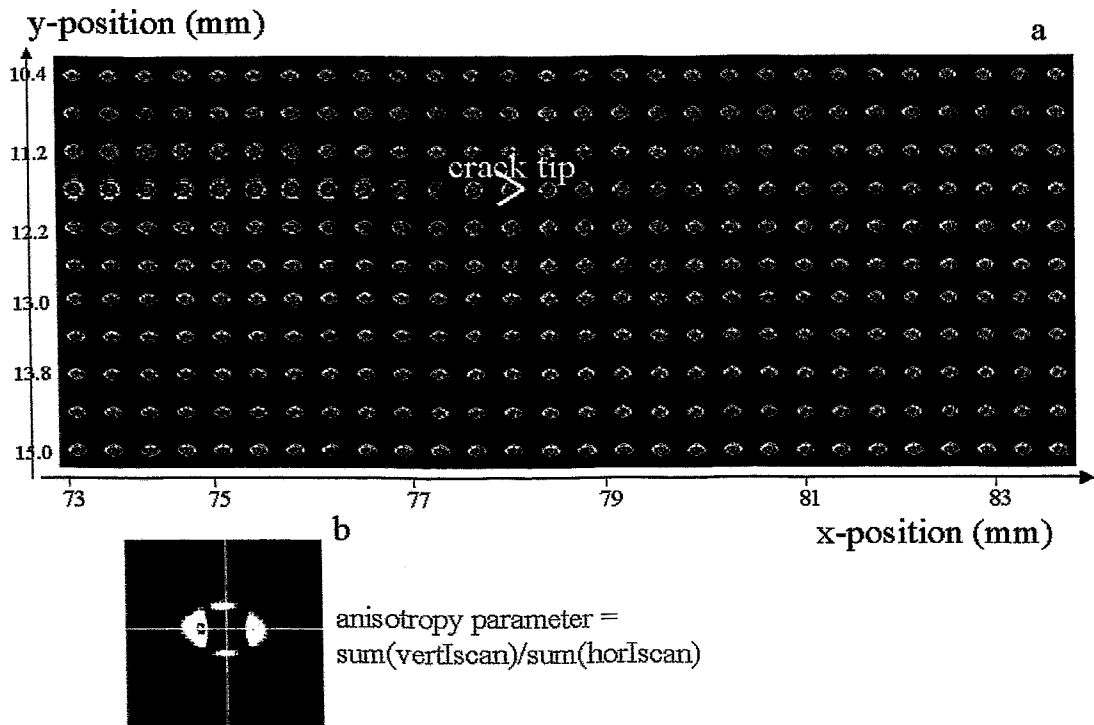 y-position (mm)
a
10.4
11.2
crack tip
12.2
13.0
13.8
15.0
73 75 77 79 81 83
x-position (mm)
b
anisotropy parameter =
sum(vertIscan)/sum(horIscan)